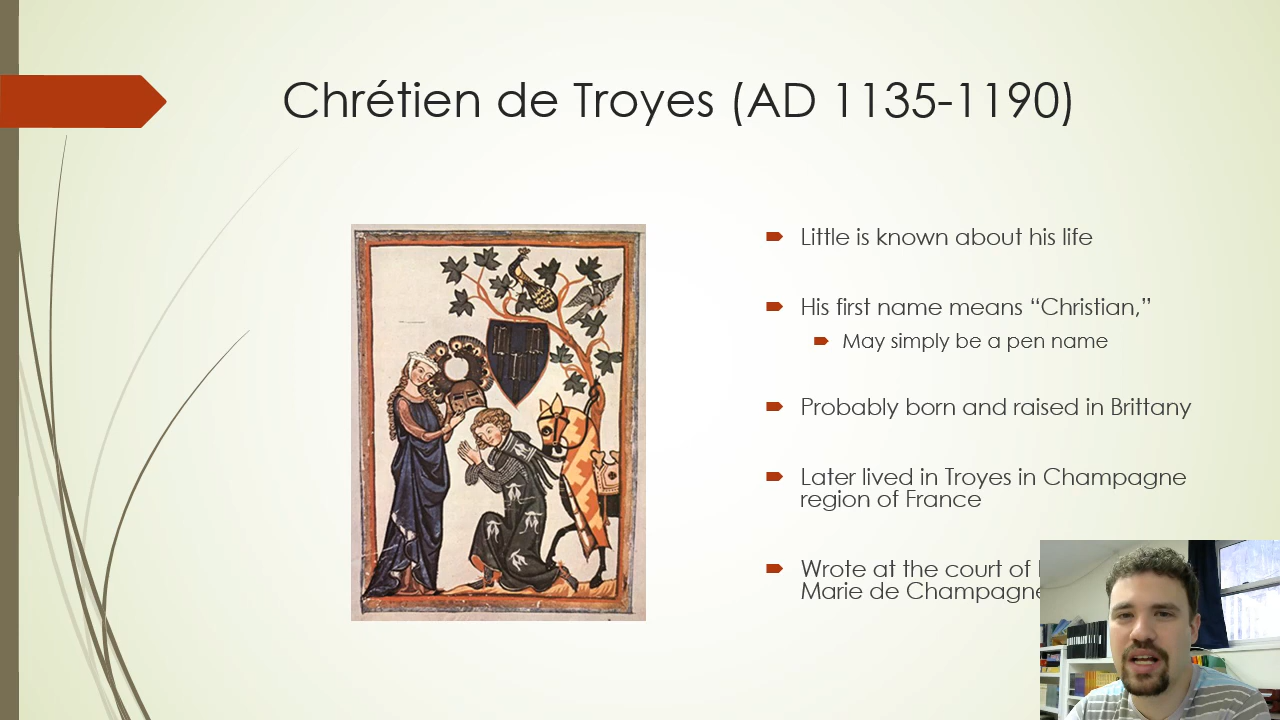 Chrétien de Troyes (AD 1135-1190)
Little is known about his life
His first name means “Christian,”
May simply be a pen name
Probably born and raised in Brittany
Later lived in Troyes in Champagne
region of France
Wrote at the court of
Marie de Champagne